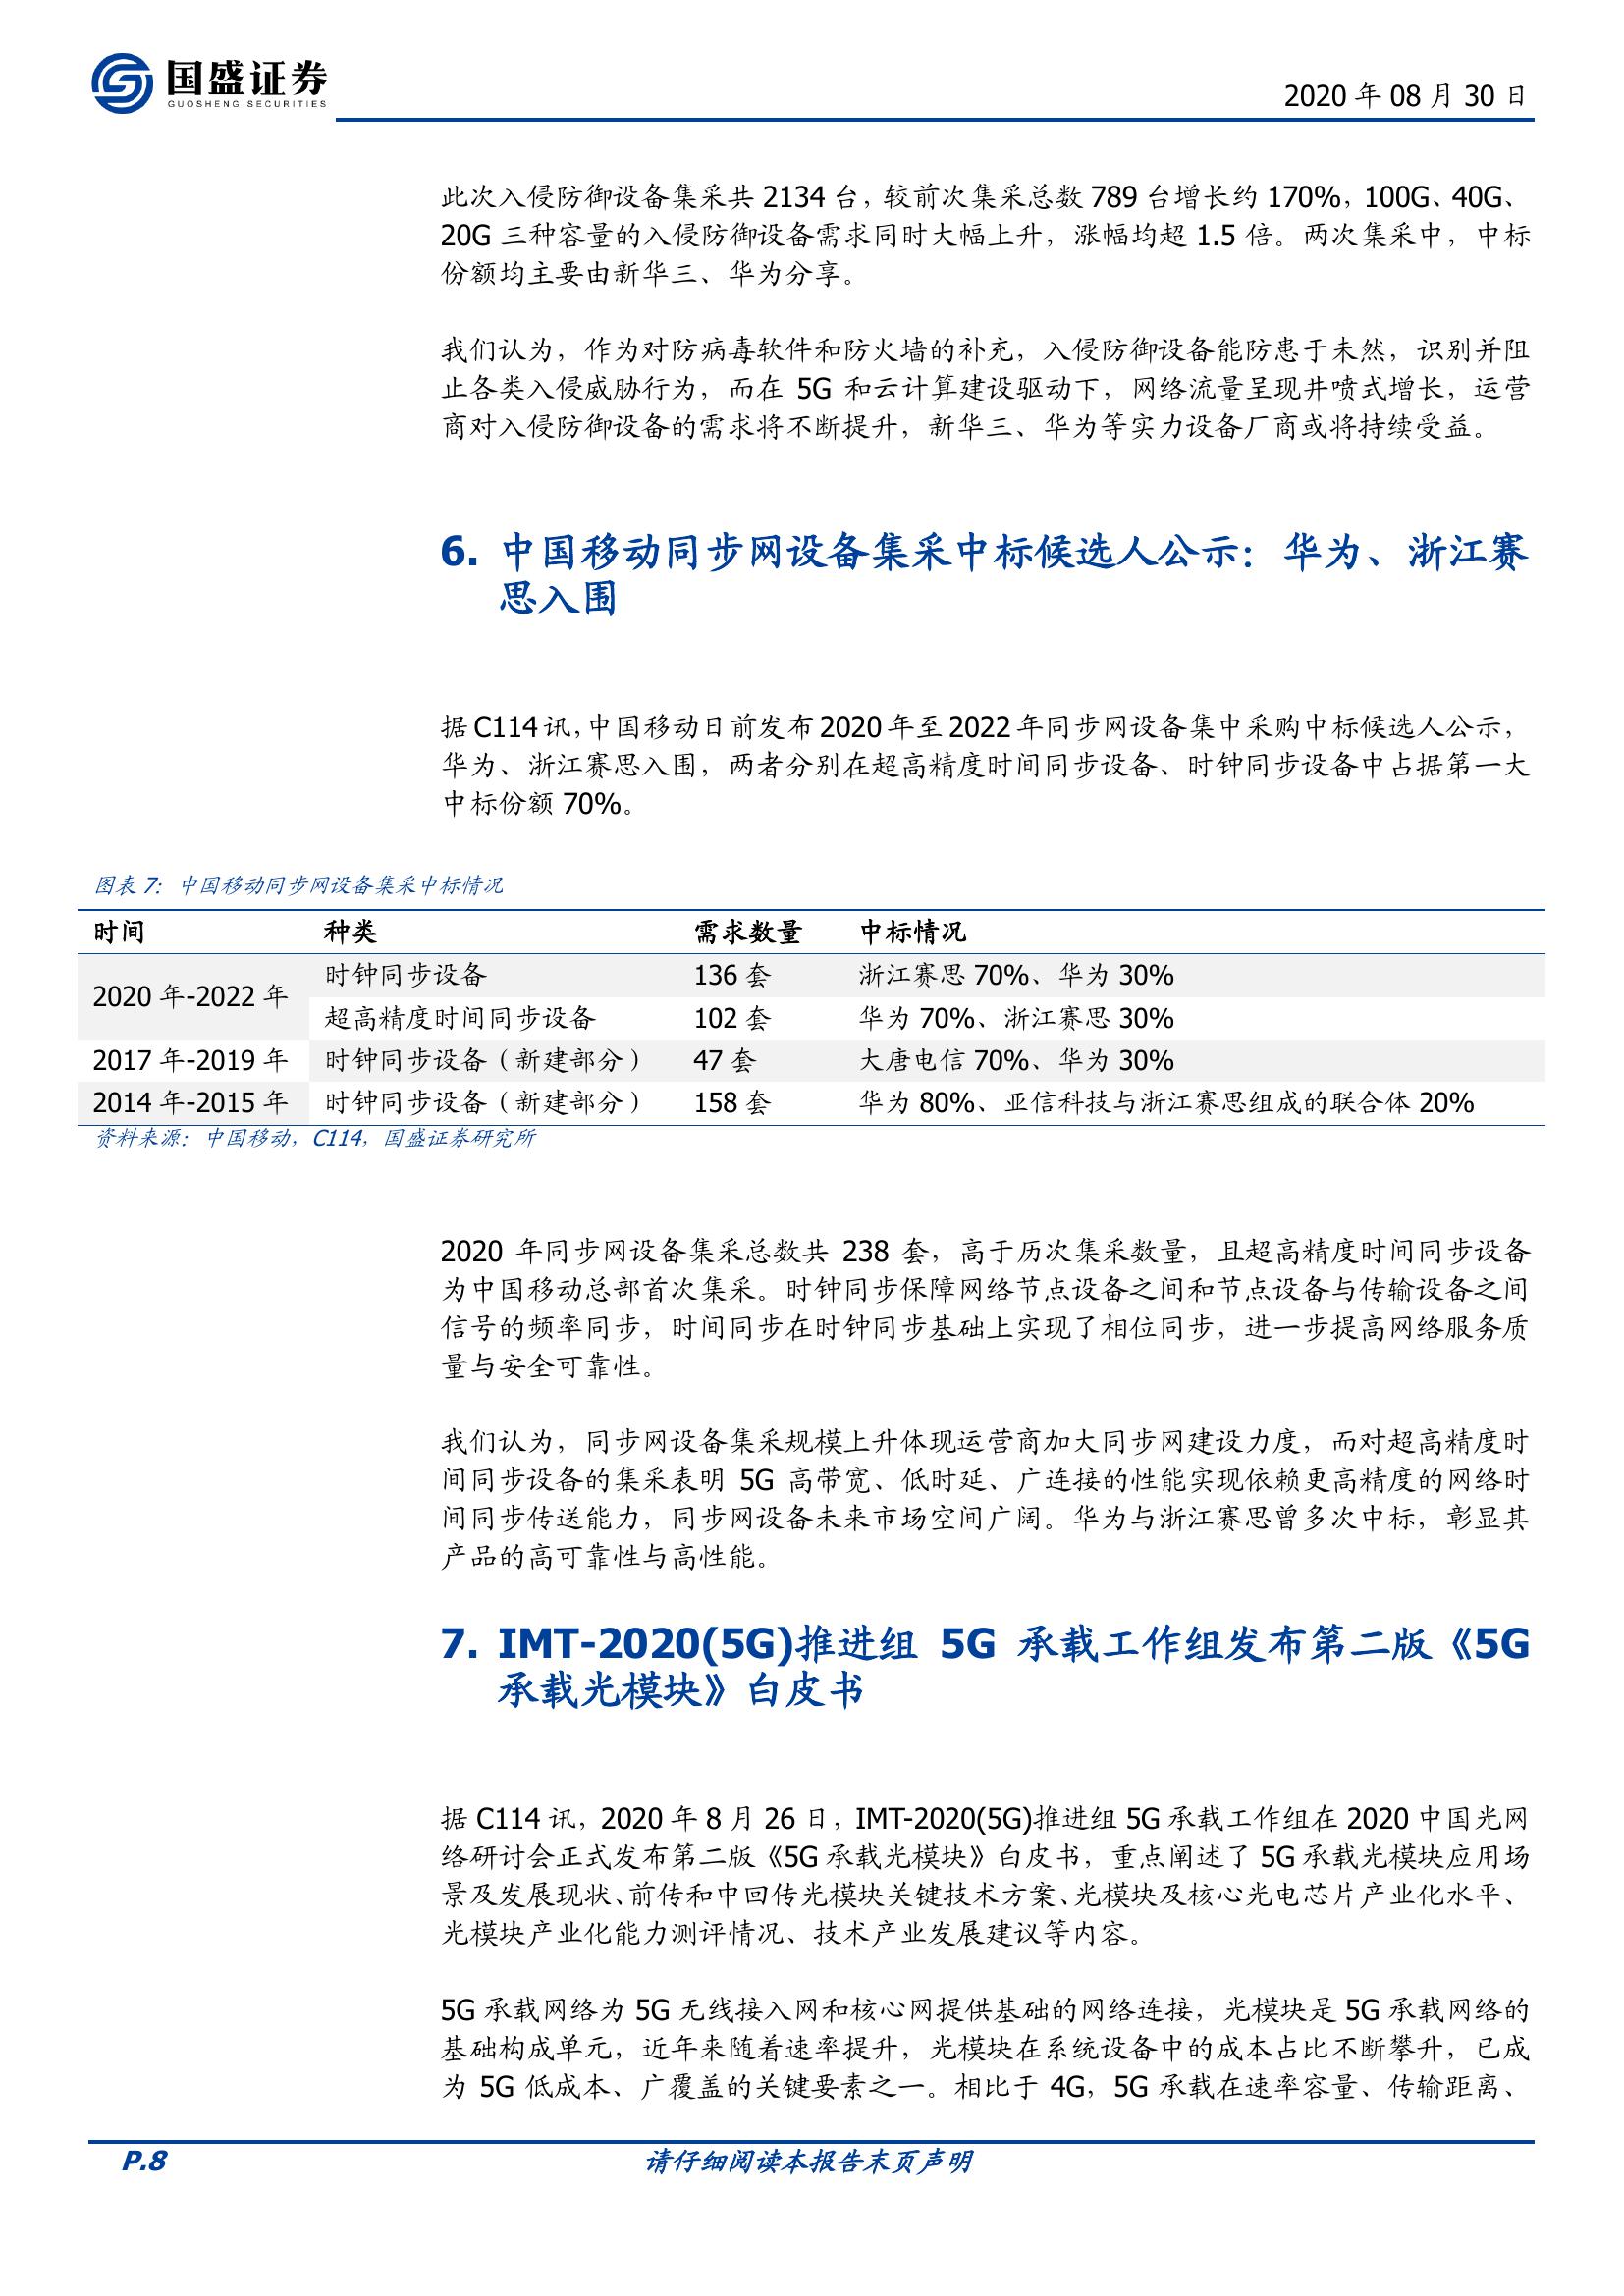 国盛证券
GUOSHENG SECURITIES
2020 年 08 月 30 日
此次入侵防御设备集采共 2134 台，较前次集采总数 789 台增长约 170%，100G、40G、
20G 三种容量的入侵防御设备需求同时大幅上升，涨幅均超 1.5 倍。两次集采中，中标
份额均主要由新华三、华为分享。
我们认为，作为对防病毒软件和防火墙的补充，入侵防御设备能防患于未然，识别并阻
止各类入侵威胁行为，而在 5G 和云计算建设驱动下，网络流量呈现井喷式增长，运营
商对入侵防御设备的需求将不断提升，新华三、华为等实力设备厂商或将持续受益。
6. 中国移动同步网设备集采中标候选人公示：华为、浙江赛
思入围
据 C114 讯，中国移动日前发布 2020 年至 2022 年同步网设备集中采购中标候选人公示，
华为、浙江赛思入围，两者分别在超高精度时间同步设备、时钟同步设备中占据第一大
中标份额 70%。
图表 7：中国移动同步网设备集采中标情况
时间 种类 需求数量 中标情况
2020 年-2022 年 时钟同步设备 136 套 浙江赛思 70%、华为 30%
超高精度时间同步设备 102 套 华为 70%、浙江赛思 30%
2017 年-2019 年 时钟同步设备（新建部分） 47 套 大唐电信 70%、华为 30%
2014 年-2015 年 时钟同步设备（新建部分） 158 套 华为 80%、亚信科技与浙江赛思组成的联合体 20%
资料来源：中国移动，C114，国盛证券研究所
2020 年同步网设备集采总数共 238 套，高于历次集采数量，且超高精度时间同步设备
为中国移动总部首次集采。时钟同步保障网络节点设备之间和节点设备与传输设备之间
信号的频率同步，时间同步在时钟同步基础上实现了相位同步，进一步提高网络服务质
量与安全可靠性。
我们认为，同步网设备集采规模上升体现运营商加大同步网建设力度，而对超高精度时
间同步设备的集采表明 5G 高带宽、低时延、广连接的性能实现依赖更高精度的网络时
间同步传送能力，同步网设备未来市场空间广阔。华为与浙江赛思曾多次中标，彰显其
产品的高可靠性与高性能。
7. IMT-2020(5G)推进组 5G 承载工作组发布第二版《5G
承载光模块》白皮书
据 C114 讯，2020 年 8 月 26 日，IMT-2020(5G)推进组 5G 承载工作组在 2020 中国光网
络研讨会正式发布第二版《5G 承载光模块》白皮书，重点阐述了 5G 承载光模块应用场
景及发展现状、前传和中回传光模块关键技术方案、光模块及核心光电芯片产业化水平、
光模块产业化能力测评情况、技术产业发展建议等内容。
5G 承载网络为 5G 无线接入网和核心网提供基础的网络连接，光模块是 5G 承载网络的
基础构成单元，近年来随着速率提升，光模块在系统设备中的成本占比不断攀升，已成
为 5G 低成本、广覆盖的关键要素之一。相比于 4G，5G 承载在速率容量、传输距离、
P.8
请仔细阅读本报告末页声明